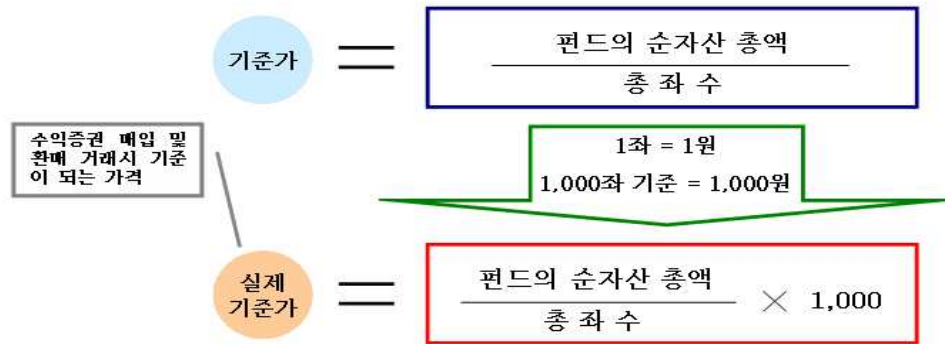 기준가
펀드의 순자산 총액
총 좌 수
수익증권 매입 및
환매 거래시 기준
이 되는 가격
1좌 = 1원
1,000좌 기준 = 1,000원
실제
기준가
펀드의 순자산 총액
총 좌 수
× 1,000